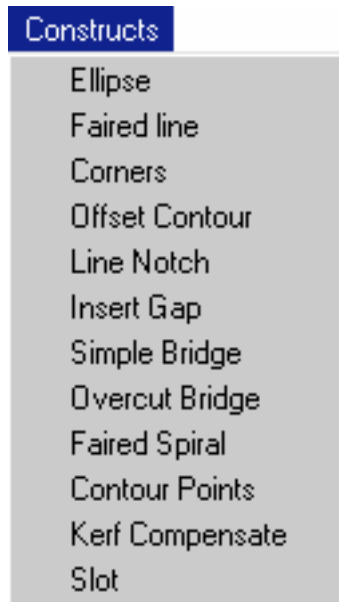 Constructs
Ellipse
Faired line
Corners
Offset Contour
Line Notch
Insert Gap
Simple Bridge
Overcut Bridge
Faired Spiral
Contour Points
Kerf Compensate
Slot